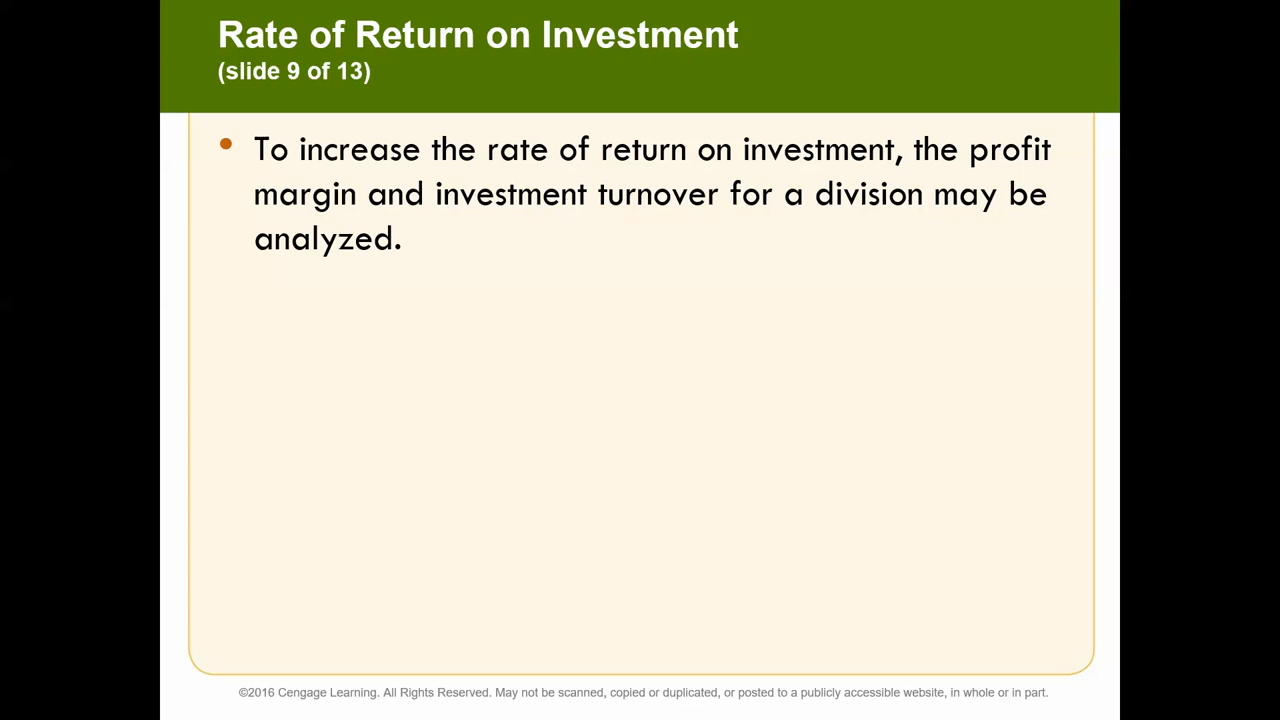 Rate of Return on Investment
(slide 9 of 13)
• To increase the rate of return on investment, the profit
margin and investment turnover for a division may be
analyzed.
©2016 Cengage Learning. All Rights Reserved. May not be scanned, copied or duplicated, or posted to a publicly accessible website, in whole or in part.